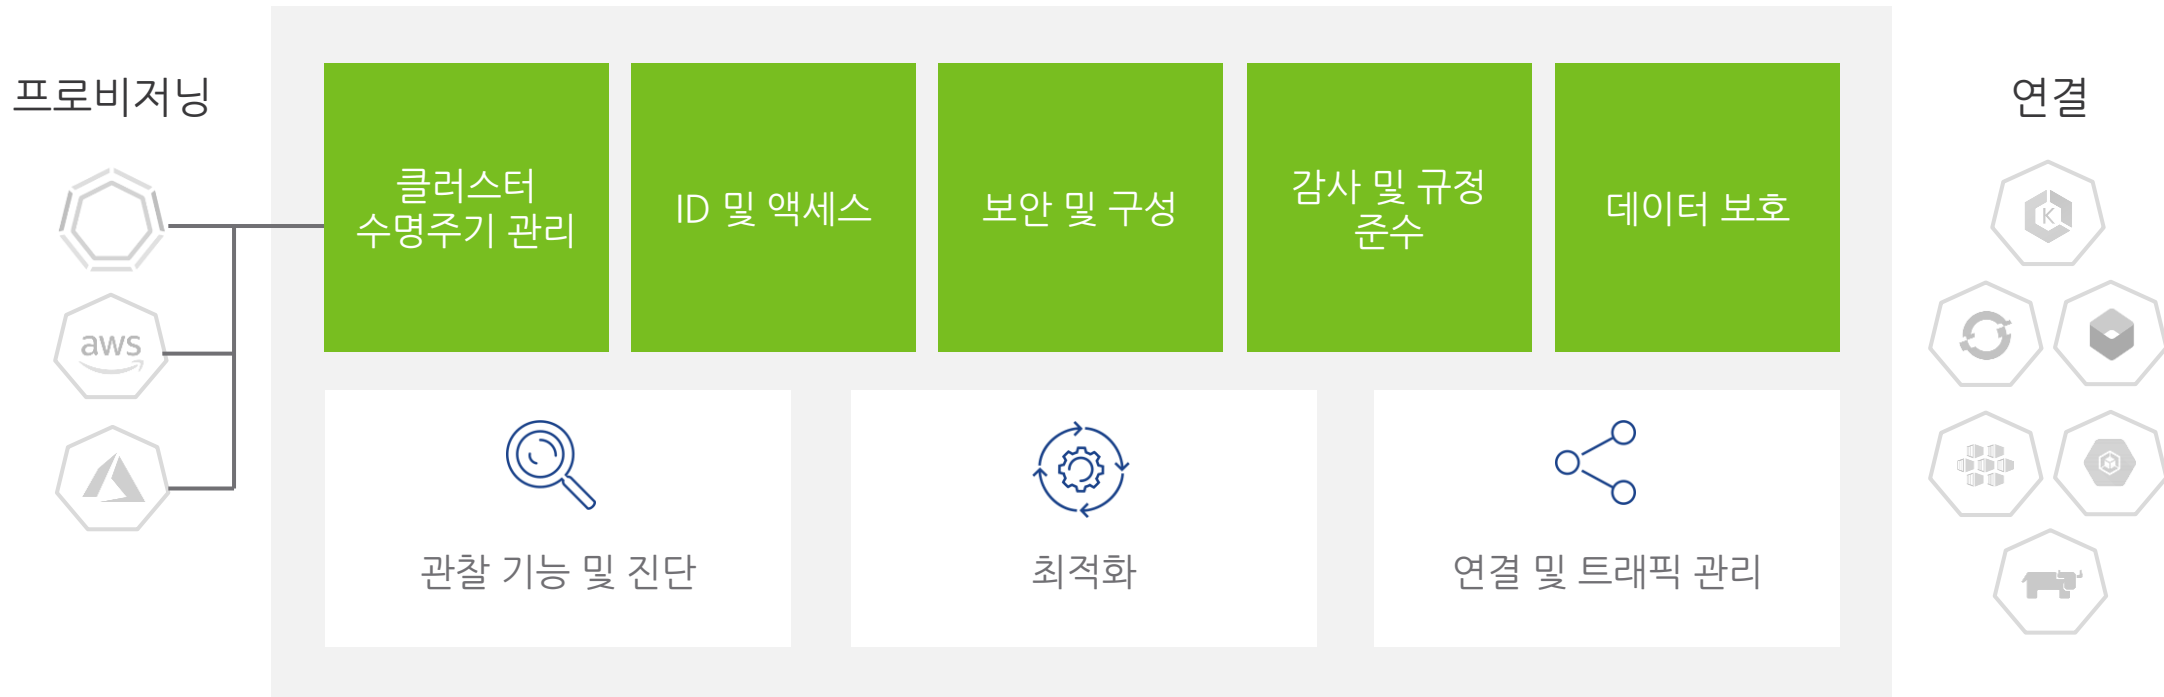 프로비저닝
연결
클러스터
수명주기 관리
ID 및 액세스
보안 및 구성
감사 및 규정
준수
데이터 보호
aws
K
관찰 기능 및 진단
최적화
연결 및 트래픽 관리